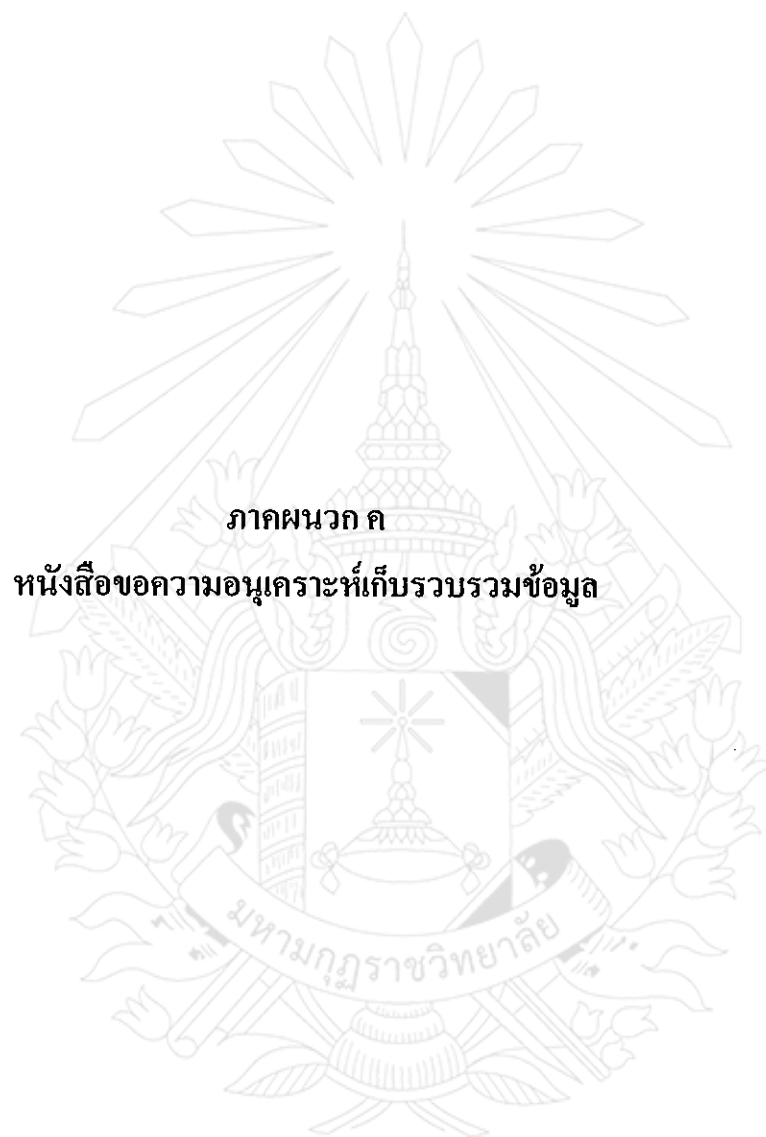 ภาคผนวก ค
หนังสือขอความอนุเคราะห์เก็บรวบรวมข้อมูล
มหามกุฏราชวิทยาลัย